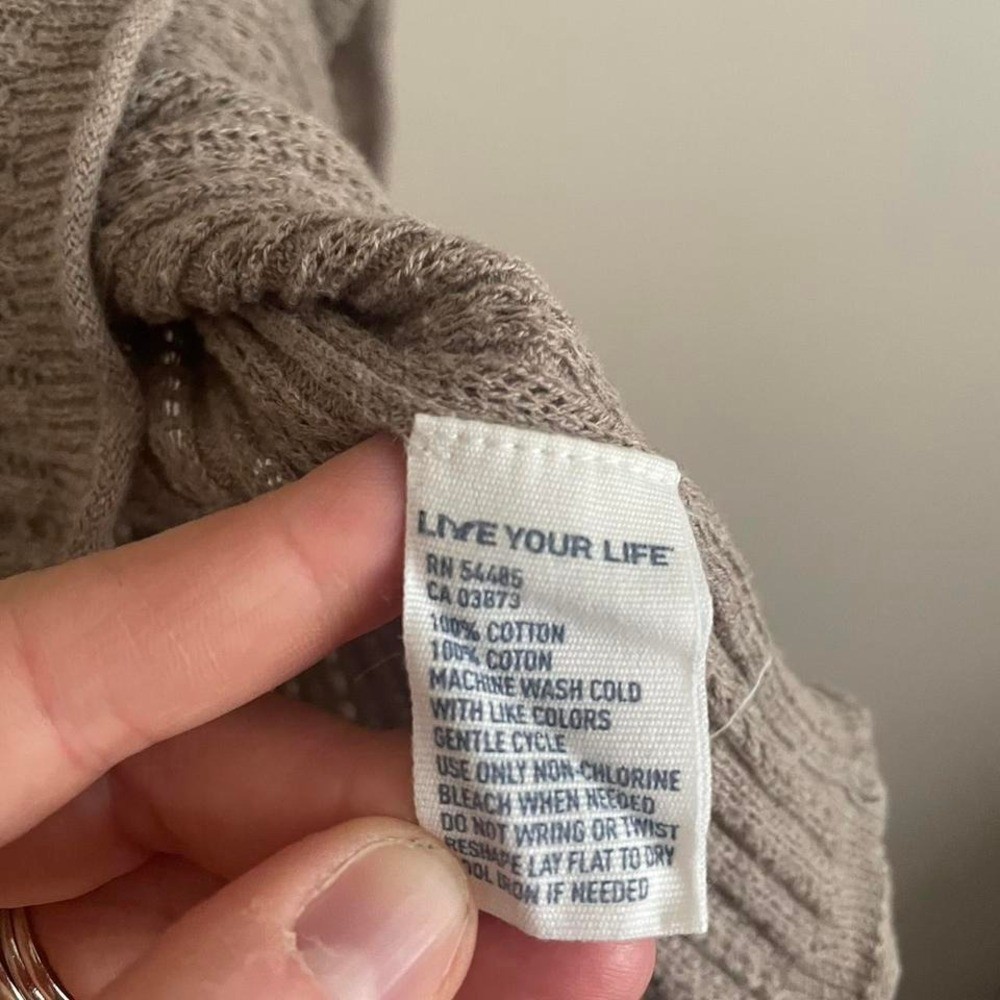 LIVE YOUR LIFE™
RN 54485
CA 03873
100% COTTON
100% COTON
MACHINE WASH COLD
WITH LIKE COLORS
GENTLE CYCLE
USE ONLY NON-CHLORINE
BLEACH WHEN NEEDED
DO NOT WRING OR TWIST
RESHAPE LAY FLAT TO DRY
OOL IRON IF NEEDED